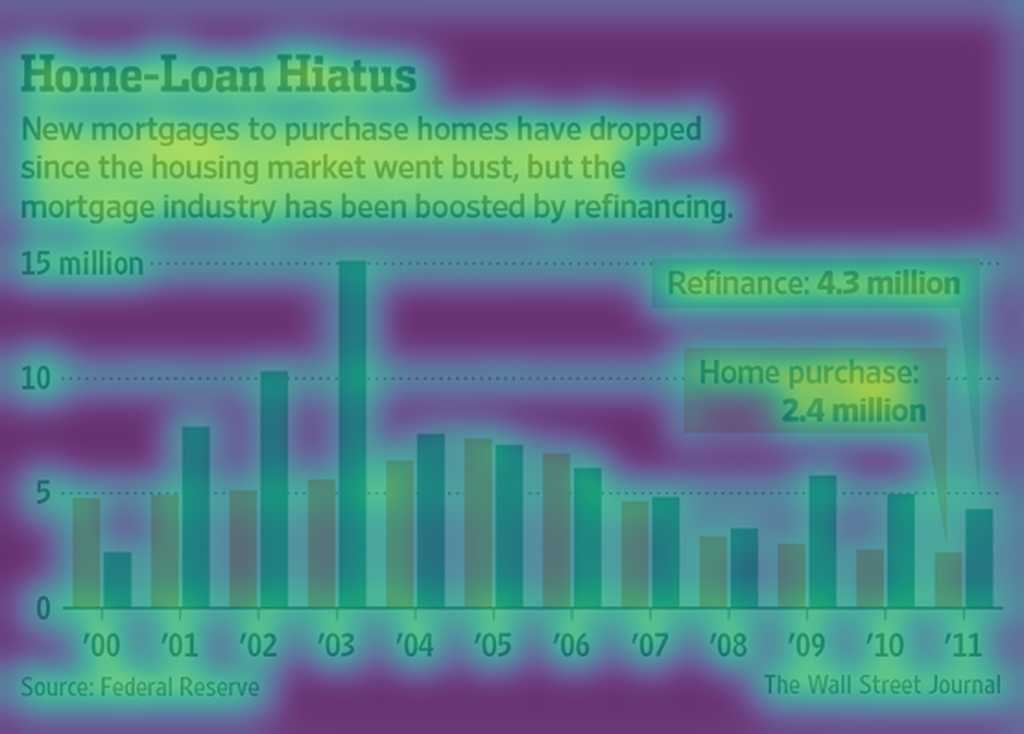 Home-Loan Hiatus
New mortgages to purchase homes have dropped
since the housing market went bust, but the
mortgage industry has been boosted by refinancing.
15 million
Refinance: 4.3 million
10
Home purchase:
2.4 million
5
0
'00 '01 '02 '03 '04 '05 '06 '07 '08 '09 '10 '11
Source: Federal Reserve
The Wall Street Journal